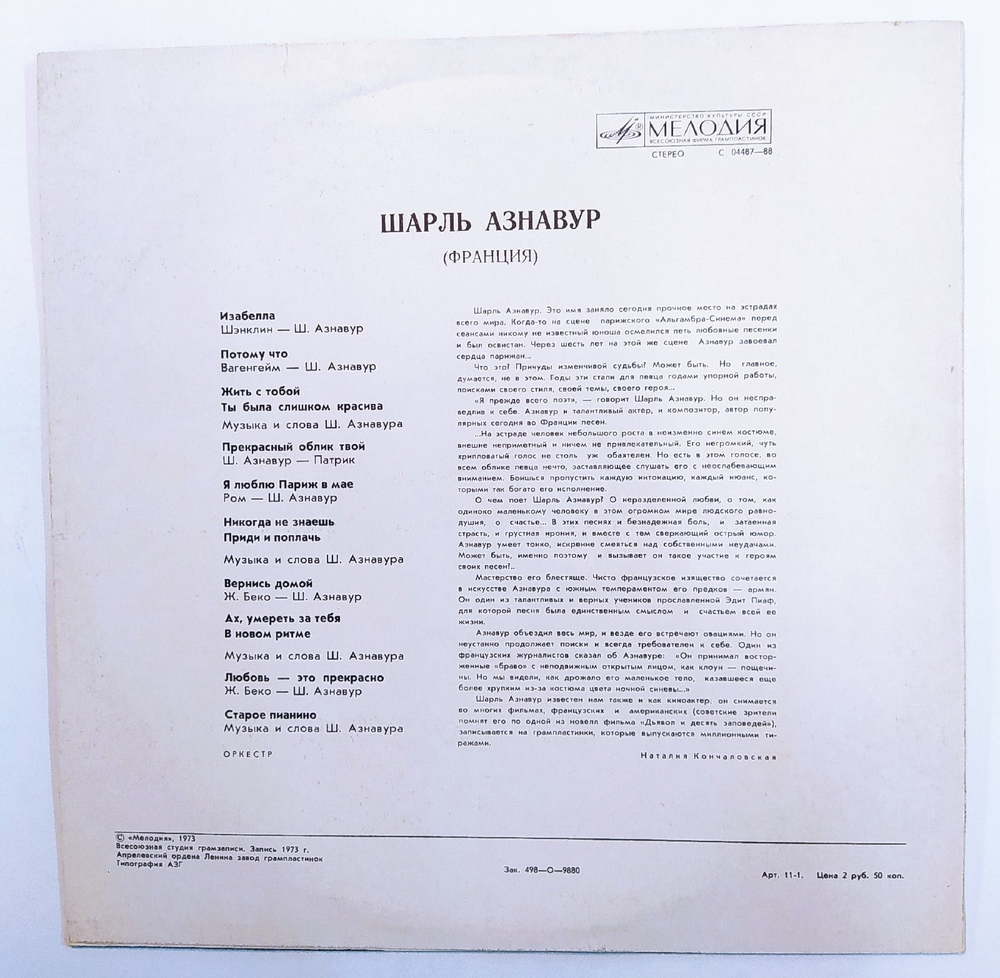 МИНИСТЕРСТВО КУЛЬТУРЫ СССР
МЕЛОДИЯ
ВСЕСОЮЗНАЯ ФИРМА ГРАМПЛАСТИНОК
СТЕРЕО С 04487—88
ШАРЛЬ АЗНАВУР
(ФРАНЦИЯ)
Изабелла
Шэнклин — Ш. Азнавур
Потому что
Вагенгейм — Ш. Азнавур
Жить с тобой
Ты была слишком красива
Музыка и слова Ш. Азнавура
Прекрасный облик твой
Ш. Азнавур — Патрик
Я люблю Париж в мае
Ром — Ш. Азнавур
Никогда не знаешь
Приди и поплачь
Музыка и слова Ш. Азнавура
Вернись домой
Ж. Беко — Ш. Азнавур
Ах, умереть за тебя
В новом ритме
Музыка и слова Ш. Азнавура
Любовь — это прекрасно
Ж. Беко — Ш. Азнавур
Старое пианино
Музыка и слова Ш. Азнавура
ОРКЕСТР
Шарль Азнавур. Это имя заняло сегодня прочное место на эстрадах
всего мира. Когда-то на сцене парижского «Альгамбра-Синема» перед
сеансами никому не известный юноша осмелился петь любовные песенки
и был освистан. Через шесть лет на этой же сцене Азнавур завоевал
сердца парижан...
Что это? Причуды изменчивой судьбы? Может быть. Но главное,
думается, не в этом. Годы эти стали для певца годами упорной работы,
поисками своего стиля, своей темы, своего героя...
«Я прежде всего поэт», — говорит Шарль Азнавур. Но он неспра-
ведлив к себе. Азнавур и талантливый актёр, и композитор, автор попу-
лярных сегодня во Франции песен.
...На эстраде человек небольшого роста в неизменно синем костюме,
внешне неприметный и ничем не привлекательный. Его негромкий, чуть
хрипловатый голос не столь уж обаятелен. Но есть в этом голосе, во
всем облике певца нечто, заставляющее слушать его с неослабевающим
вниманием. Боишься пропустить каждую интонацию, каждый нюанс, ко-
торыми так богато его исполнение.
О чем поет Шарль Азнавур? О неразделенной любви, о том, как
одиноко маленькому человеку в этом огромном мире людского равно-
душия, о счастье... В этих песнях и безнадежная боль, и затаенная
страсть, и грустная ирония, и вместе с тем сверкающий острый юмор.
Азнавур умеет тонко, искренне смеяться над собственными неудачами.
Может быть, именно поэтому и вызывает он такое участие к героям
своих песен!..
Мастерство его блестяще. Чисто французское изящество сочетается
в искусстве Азнавура с южным темпераментом его предков — армян.
Он один из талантливых и верных учеников прославленной Эдит Пиаф,
для которой песня была единственным смыслом и счастьем всей ее
жизни.
Азнавур объездил весь мир, и везде его встречают овациями. Но он
неустанно продолжает поиски и всегда требователен к себе. Один из
французских журналистов сказал об Азнавуре: «Он принимал востор-
женные «браво» с неподвижным открытым лицом, как клоун — пощечи-
ны. Но мы видели, как дрожало его маленькое тело, казавшееся еще
более хрупким из-за костюма цвета ночной синевы...»
Шарль Азнавур известен нам также и как киноактер; он снимается
во многих фильмах, французских и американских (советские зрители
помнят его по одной из новелл фильма «Дьявол и десять заповедей»),
записывается на грампластинки, которые выпускаются миллионными ти-
ражами.
Наталия Кончаловская
© «Мелодия», 1973
Всесоюзная студия грамзаписи. Запись 1973 г.
Апрелевский ордена Ленина завод грампластинок
Типография АЗГ
Зак. 498—О—9880
Арт. 11-1. Цена 2 руб. 50 коп.